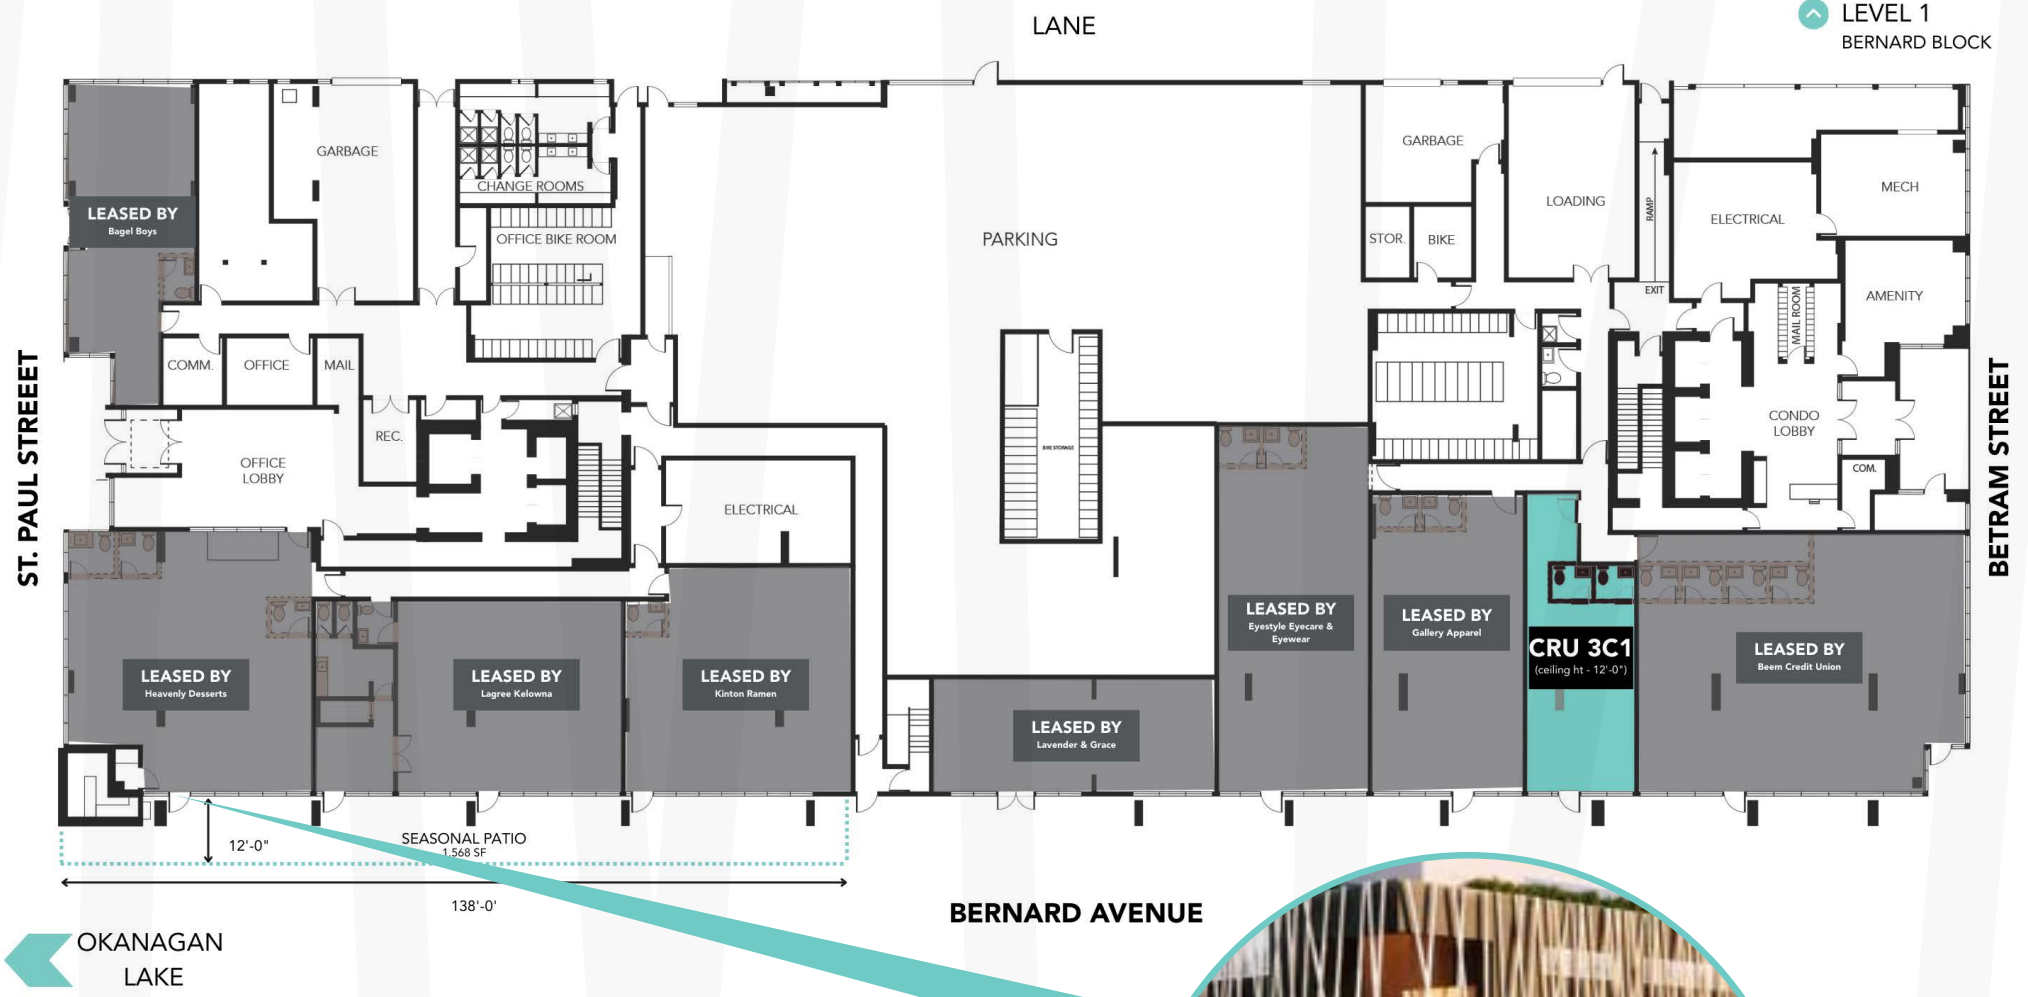 LANE
LEVEL 1
BERNARD BLOCK
GARBAGE
CHANGE ROOMS
LEASED BY
Bagel Boys
OFFICE BIKE ROOM
PARKING
GARBAGE
STOR.
BIKE
LOADING
RAMP
EXIT
ELECTRICAL
MECH
AMENITY
MAIL ROOM
COMM.
OFFICE
MAIL
REC.
OFFICE
LOBBY
ST. PAUL STREEET
BIKE STORAGE
CONDO
LOBBY
COM.
BETRAM STREET
ELECTRICAL
LEASED BY
Heavenly Desserts
LEASED BY
Lagree Kelowna
LEASED BY
Kinton Ramen
LEASED BY
Lavender & Grace
LEASED BY
Eyestyle Eyecare &
Eyewear
LEASED BY
Gallery Apparel
CRU 3C1
(ceiling ht - 12'-0")
LEASED BY
Beem Credit Union
12'-0"
SEASONAL PATIO
1,568 SF
138'-0'
BERNARD AVENUE
OKANAGAN
LAKE